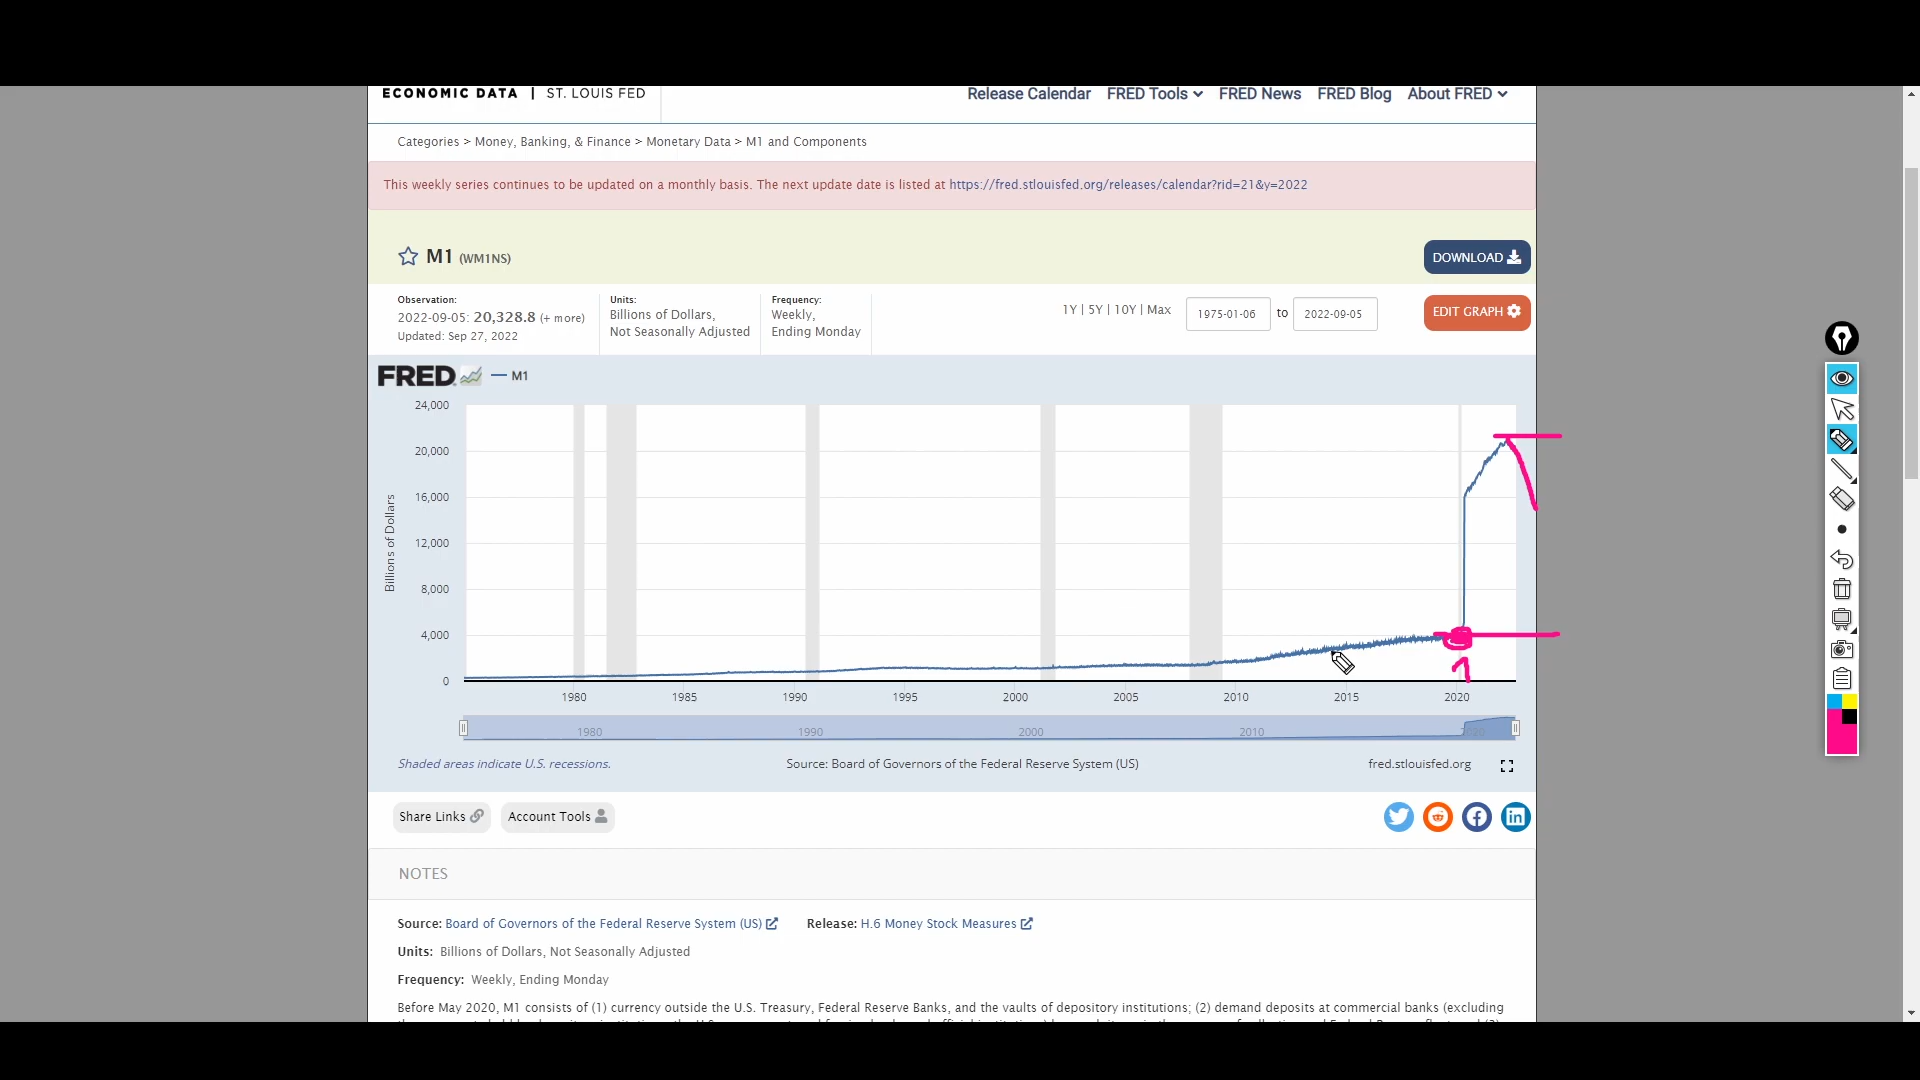 ECONOMIC DATA | ST. LOUIS FED
Release Calendar FRED Tools FRED News FRED Blog About FRED
Categories > Money, Banking, & Finance > Monetary Data > M1 and Components
This weekly series continues to be updated on a monthly basis. The next update date is listed at https://fred.stlouisfed.org/releases/calendar?rid=21&y=2022
M1 (WM1NS)
DOWNLOAD
Observation:
2022-09-05: 20,328.8 (+ more)
Updated: Sep 27, 2022
Units:
Billions of Dollars,
Not Seasonally Adjusted
Frequency:
Weekly,
Ending Monday
1Y | 5Y | 10Y | Max
1975-01-06 to 2022-09-05
EDIT GRAPH
FRED M1
24,000
20,000
16,000
12,000
8,000
4,000
0
Billions of Dollars
1980 1985 1990 1995 2000 2005 2010 2015 2020
1980 1990 2000 2010 2020
Shaded areas indicate U.S. recessions.
Source: Board of Governors of the Federal Reserve System (US)
fred.stlouisfed.org
Share Links
Account Tools
NOTES
Source: Board of Governors of the Federal Reserve System (US) Release: H.6 Money Stock Measures
Units: Billions of Dollars, Not Seasonally Adjusted
Frequency: Weekly, Ending Monday
Before May 2020, M1 consists of (1) currency outside the U.S. Treasury, Federal Reserve Banks, and the vaults of depository institutions; (2) demand deposits at commercial banks (excluding